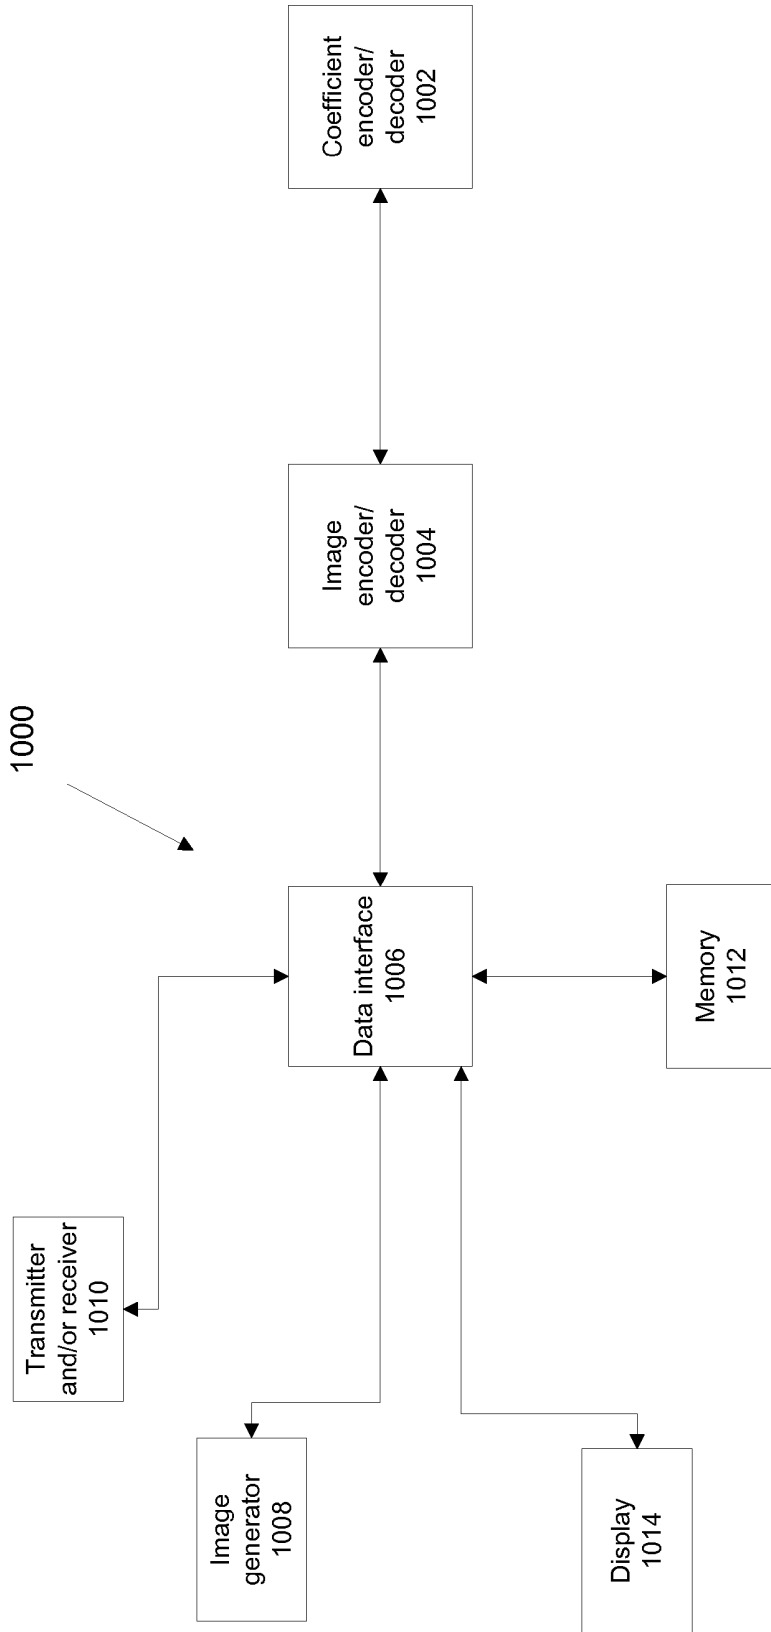 1000
Transmitter
and/or receiver
1010
Image
generator
1008
Data interface
1006
Image
encoder/
decoder
1004
Coefficient
encoder/
decoder
1002
Display
1014
Memory
1012